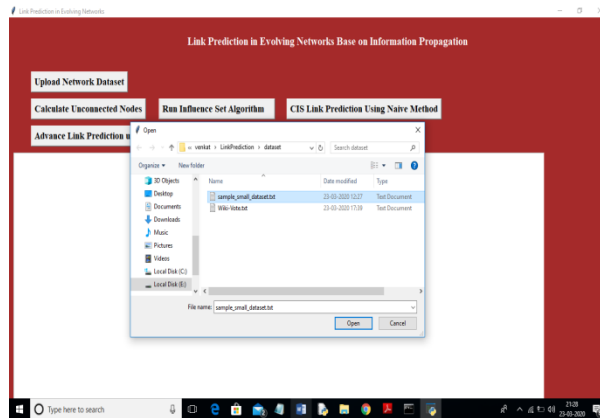 Link Prediction in Evolving Networks
Link Prediction in Evolving Networks Base on Information Propagation
Upload Network Dataset
Calculate Unconnected Nodes Run Influence Set Algorithm CIS Link Prediction Using Naive Method
Advance Link Prediction u
Open
« venkat › LinkPrediction › dataset Search dataset
Organize New folder
3D Objects Name Date modified Type
Desktop sample_small_dataset.txt 23-03-2020 12:27 Text Document
Documents Wiki-Vote.txt 23-03-2020 17:39 Text Document
Downloads
Music
Pictures
Videos
Local Disk (C:)
Local Disk (E:)
File name: sample_small_dataset.txt
Open Cancel
Type here to search 21:28
23-03-2020